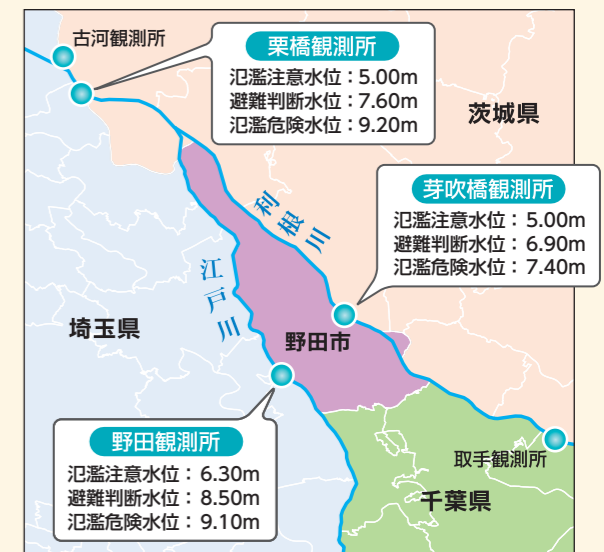 古河観測所
栗橋観測所
氾濫注意水位：5.00m
避難判断水位：7.60m
氾濫危険水位：9.20m
茨城県
芽吹橋観測所
氾濫注意水位：5.00m
避難判断水位：6.90m
氾濫危険水位：7.40m
利根川
江戸川
埼玉県
野田市
野田観測所
氾濫注意水位：6.30m
避難判断水位：8.50m
氾濫危険水位：9.10m
取手観測所
千葉県